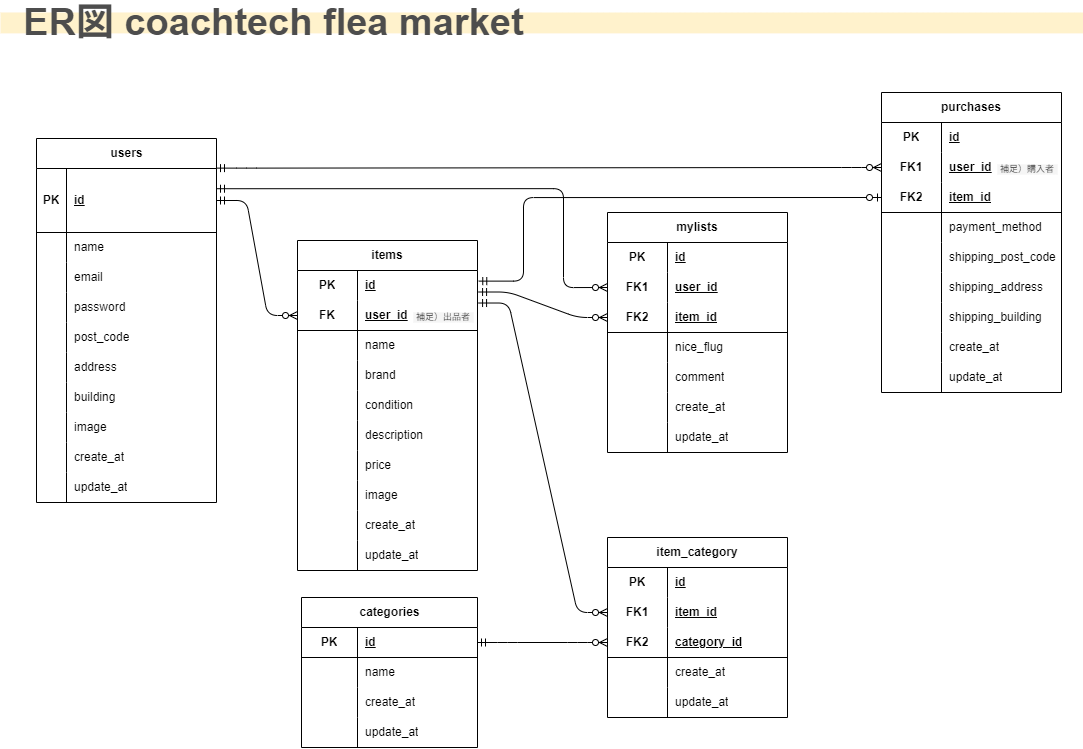 ER図 coachtech flea market
users
PK id
name
email
password
post_code
address
building
image
create_at
update_at
items
PK id
FK user_id 補足）出品者
name
brand
condition
description
price
image
create_at
update_at
categories
PK id
name
create_at
update_at
mylists
PK id
FK1 user_id
FK2 item_id
nice_flug
comment
create_at
update_at
item_category
PK id
FK1 item_id
FK2 category_id
create_at
update_at
purchases
PK id
FK1 user_id 補足）購入者
FK2 item_id
payment_method
shipping_post_code
shipping_address
shipping_building
create_at
update_at